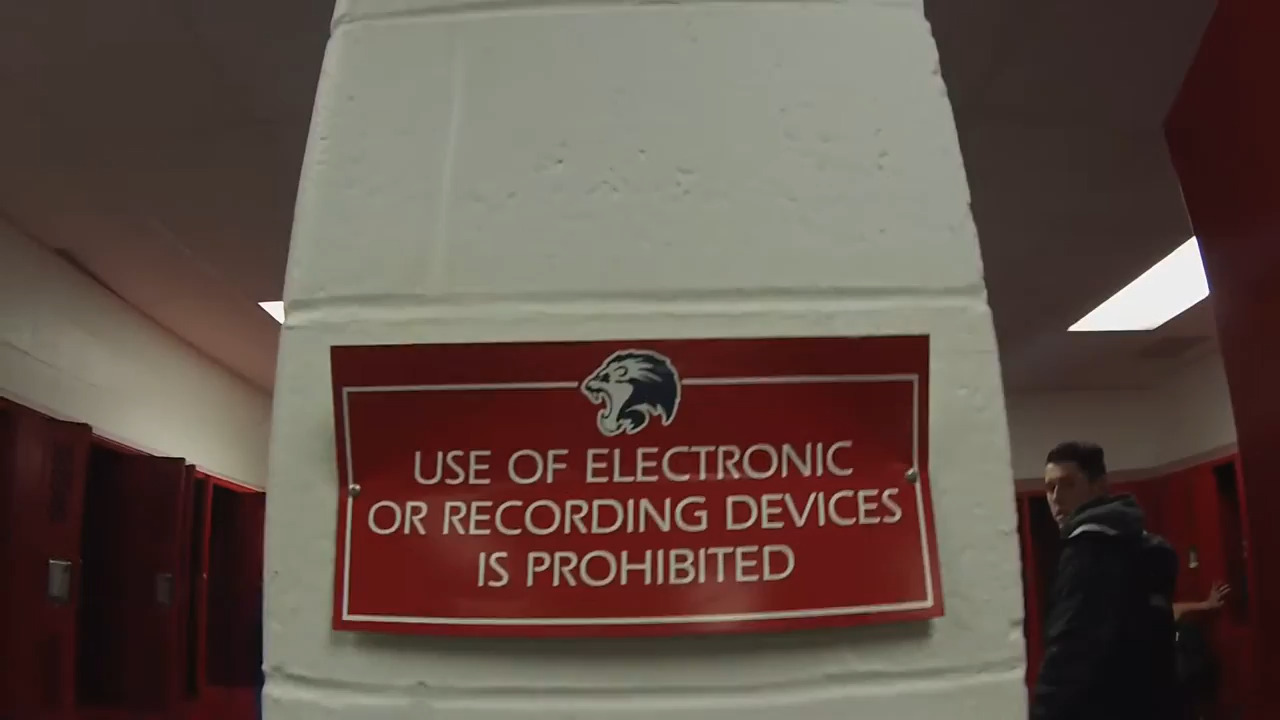 USE OF ELECTRONIC
OR RECORDING DEVICES
IS PROHIBITED